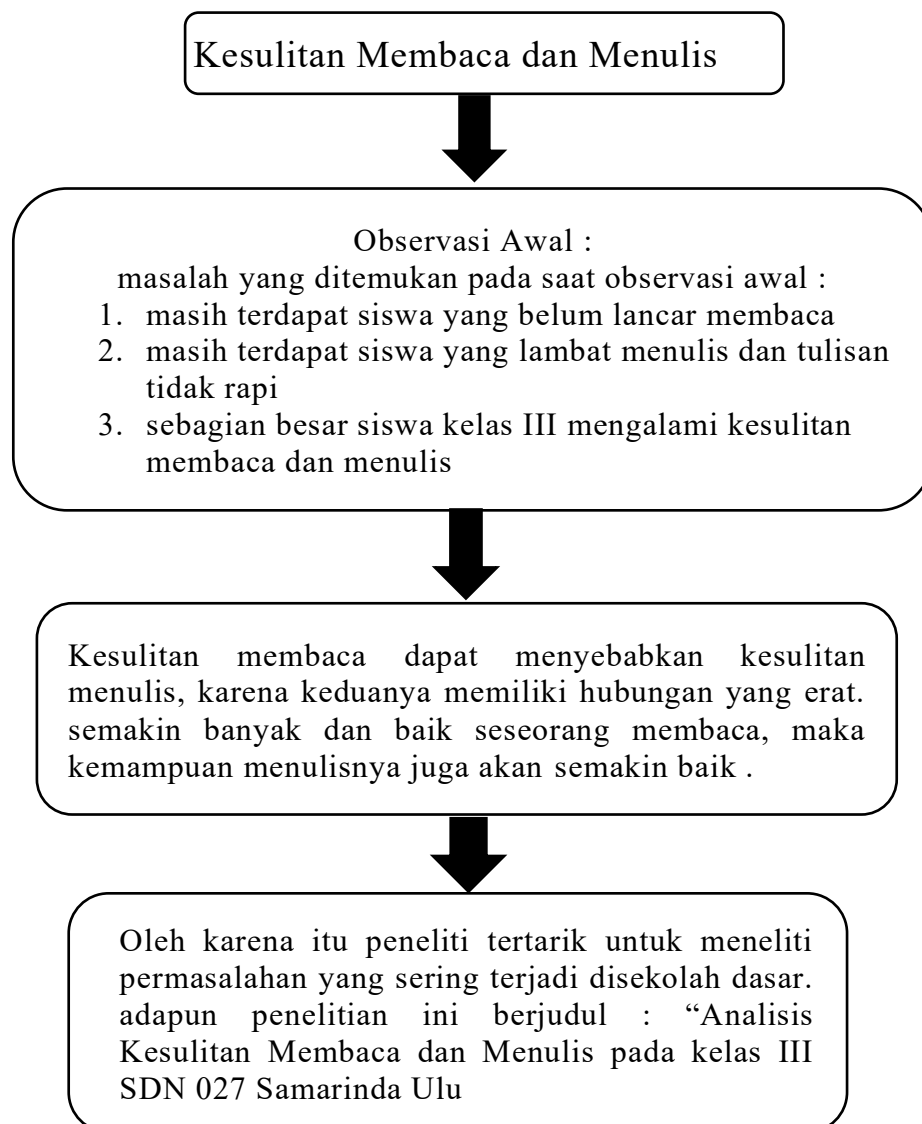 Kesulitan Membaca dan Menulis
Observasi Awal :
masalah yang ditemukan pada saat observasi awal :
1. masih terdapat siswa yang belum lancar membaca
2. masih terdapat siswa yang lambat menulis dan tulisan
tidak rapi
3. sebagian besar siswa kelas III mengalami kesulitan
membaca dan menulis
Kesulitan membaca dapat menyebabkan kesulitan
menulis, karena keduanya memiliki hubungan yang erat.
semakin banyak dan baik seseorang membaca, maka
kemampuan menulisnya juga akan semakin baik .
Oleh karena itu peneliti tertarik untuk meneliti
permasalahan yang sering terjadi disekolah dasar.
adapun penelitian ini berjudul : “Analisis
Kesulitan Membaca dan Menulis pada kelas III
SDN 027 Samarinda Ulu